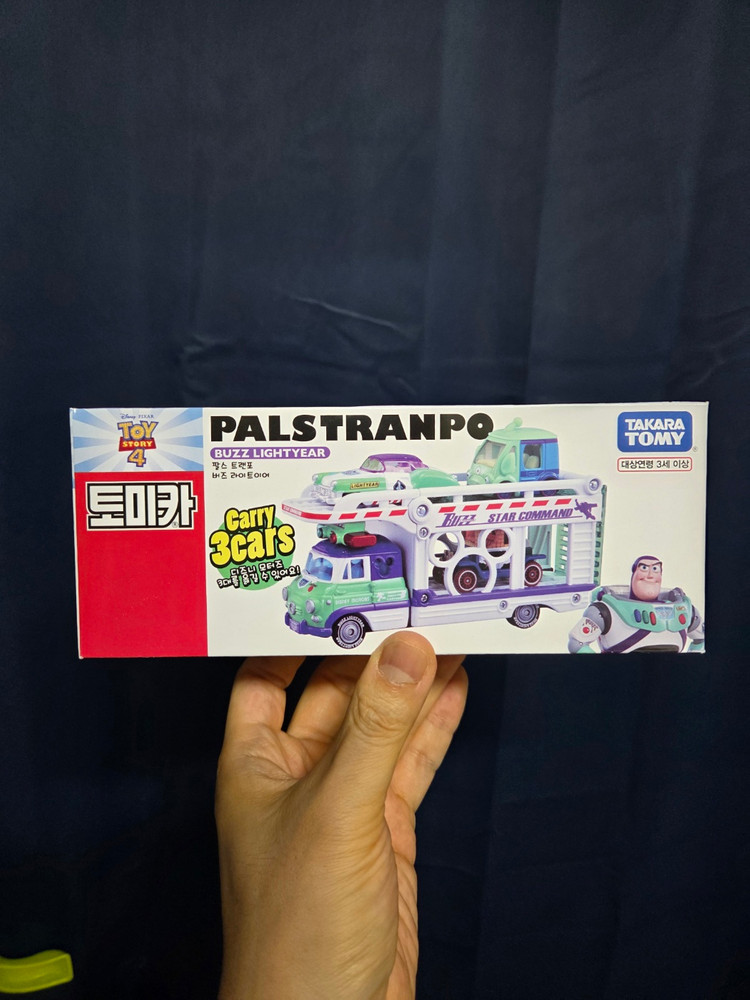 Disney PIXAR
TOY
STORY
4
PALSTRANPO
BUZZ LIGHTYEAR
팔스 트랜포
버즈 라이트이어
TAKARA
TOMY
대상연령 3세 이상
토미카
Carry
3cars
디즈니 모터즈
3대를 옮길 수 있어요!
LIGHTYEAR
STAR COMMAND